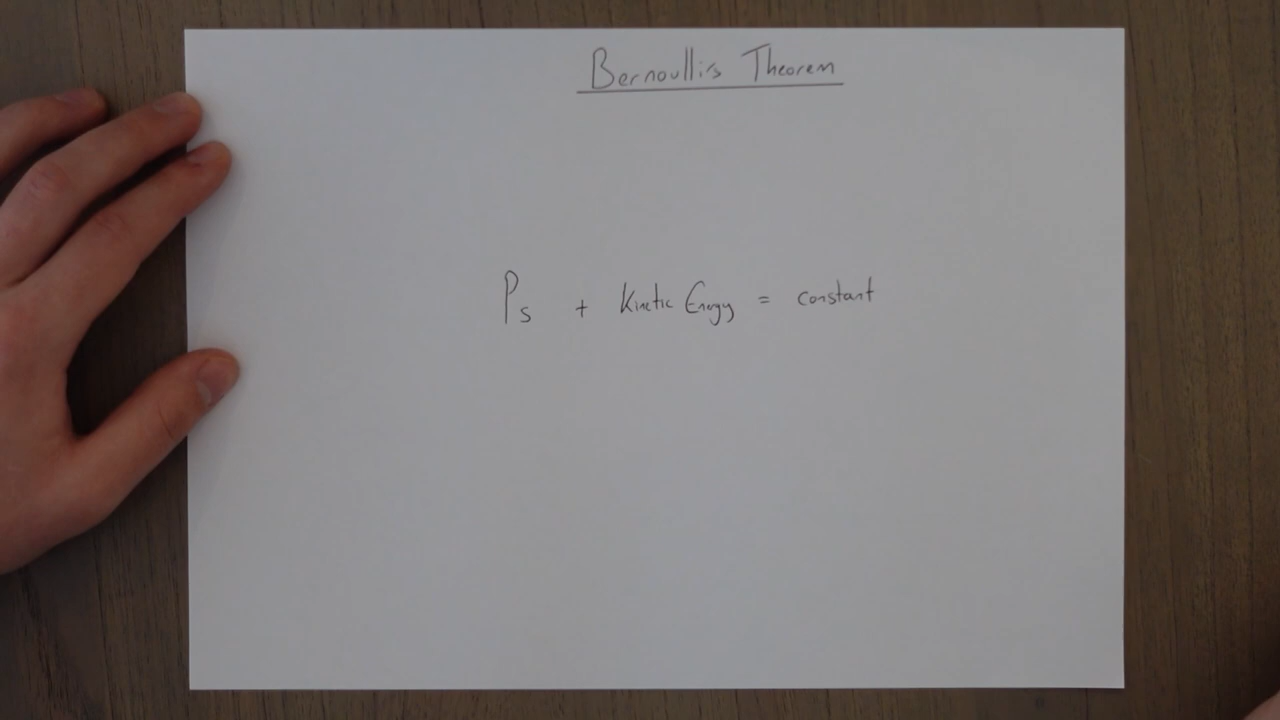 Bernoulli's Theorem
Ps + Kinetic Energy = constant